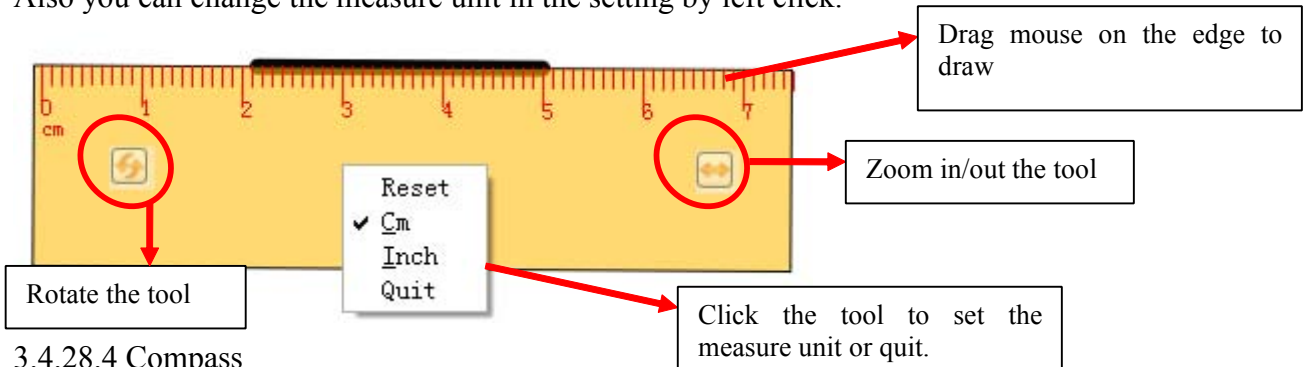 Also you can change the measure unit in the setting by left click.
Drag mouse on the edge to
draw
0 1 2 3 4 5 6 7
cm
Zoom in/out the tool
Reset
✔ Cm
Inch
Quit
Rotate the tool
Click the tool to set the
measure unit or quit.
3.4.28.4 Compass